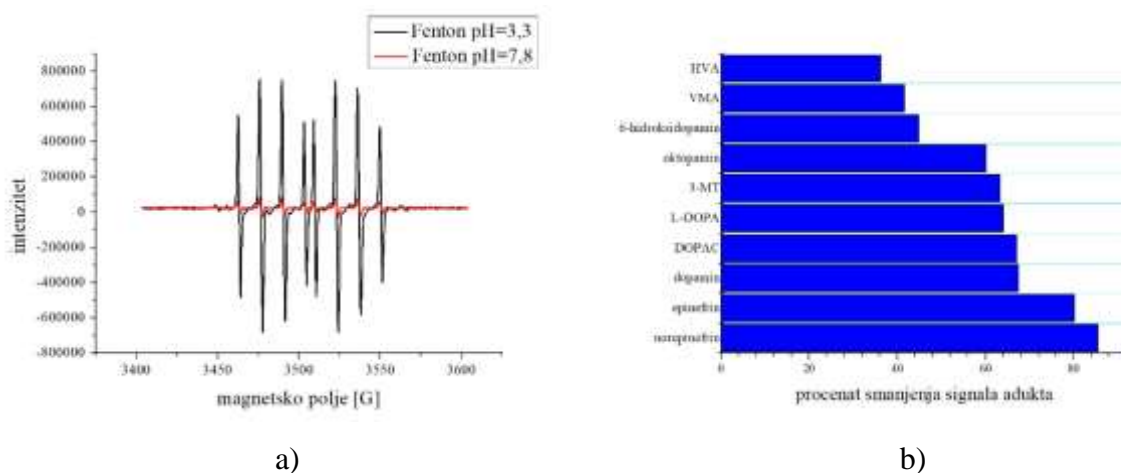 Fenton pH=3,3
Fenton pH=7,8
intenzitet
800000
600000
400000
200000
0
-200000
-400000
-600000
-800000
3400
3450
3500
3550
3600
magnetsko polje [G]
a)
HVA
VMA
6-hidroksidopamin
oktopamin
3-MT
L-DOPA
DOPAC
dopamin
epinefrin
norepinefrin
0
20
40
60
80
procenat smanjenja signala adukta
b)